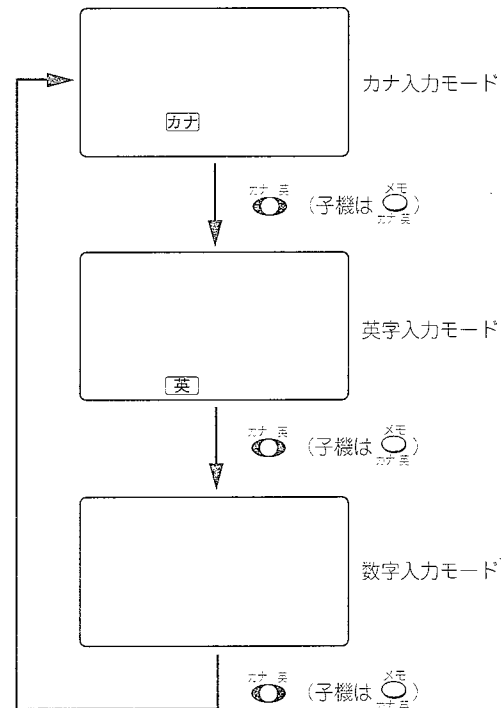 カナ入力モード
カナ
カナ 英
メモ
(子機は )
カナ 英
英字入力モード
英
カナ 英
メモ
(子機は )
カナ 英
数字入力モード
カナ 英
メモ
(子機は )
カナ 英